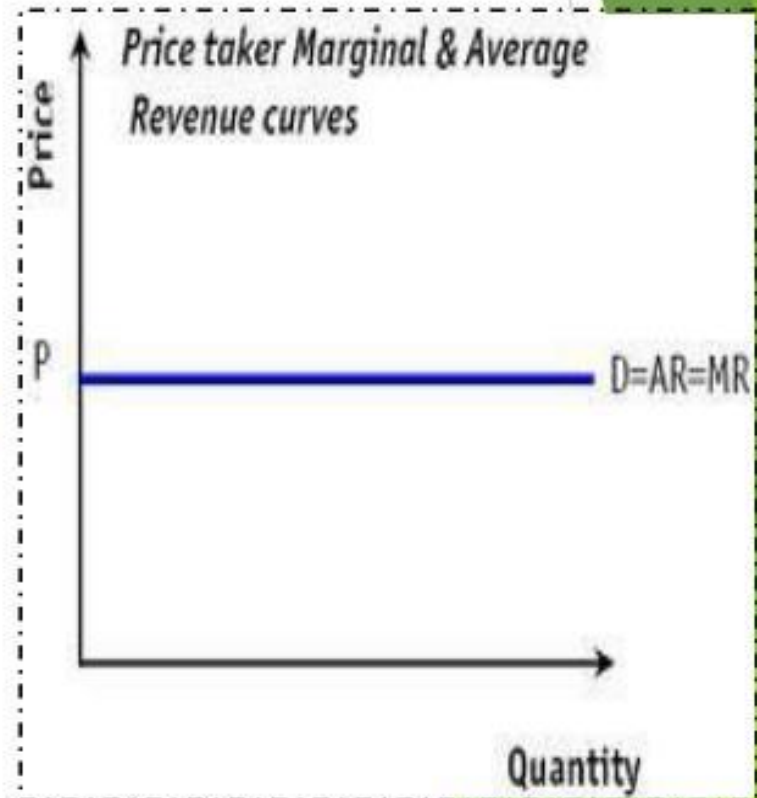 Price taker Marginal & Average
Revenue curves
Price
P
D=AR=MR
Quantity